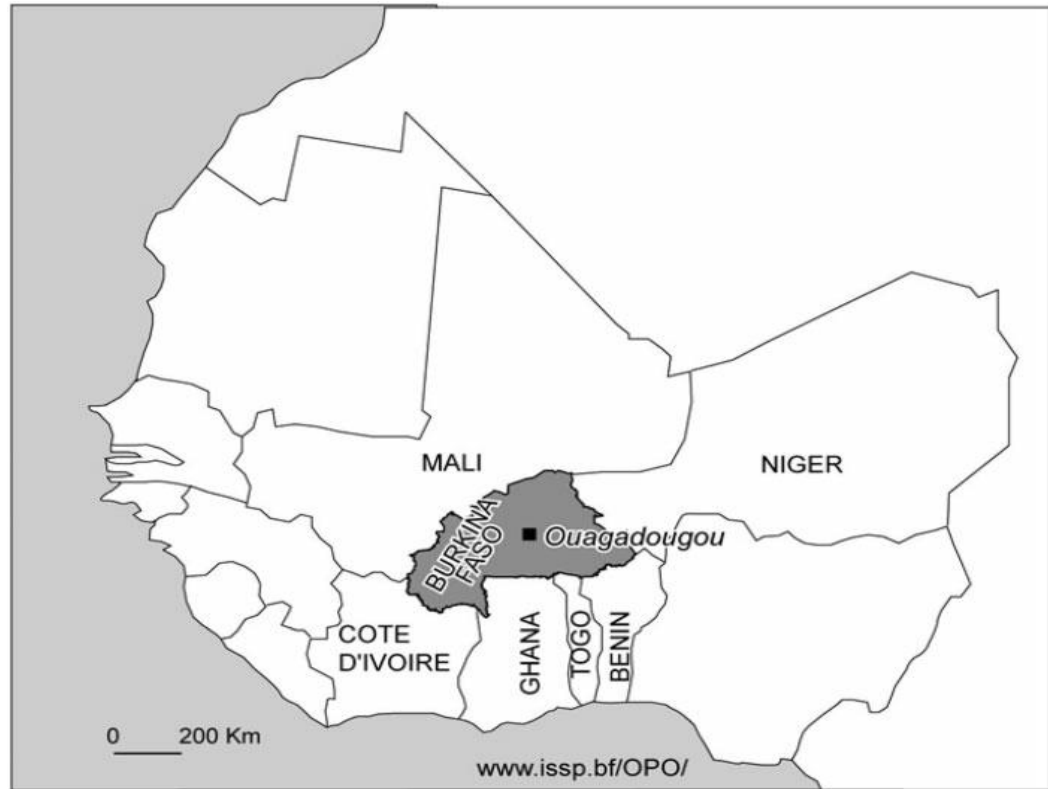 MALI
NIGER
BURKINA
FASO
Ouagadougou
COTE
D'IVOIRE
GHANA
TOGO
BENIN
0 200 Km
www.issp.bf/OPO/